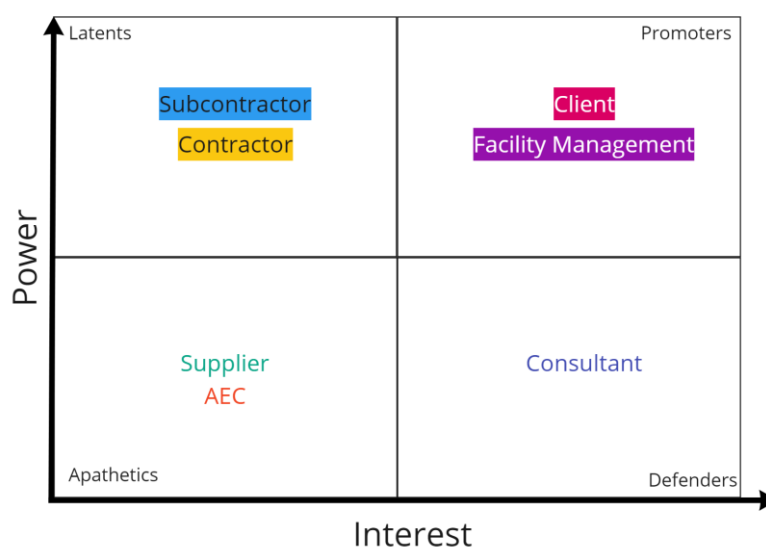 Latents
Promoters
Subcontractor
Client
Contractor
Facility Management
Power
Supplier
Consultant
AEC
Apathetics
Defenders
Interest